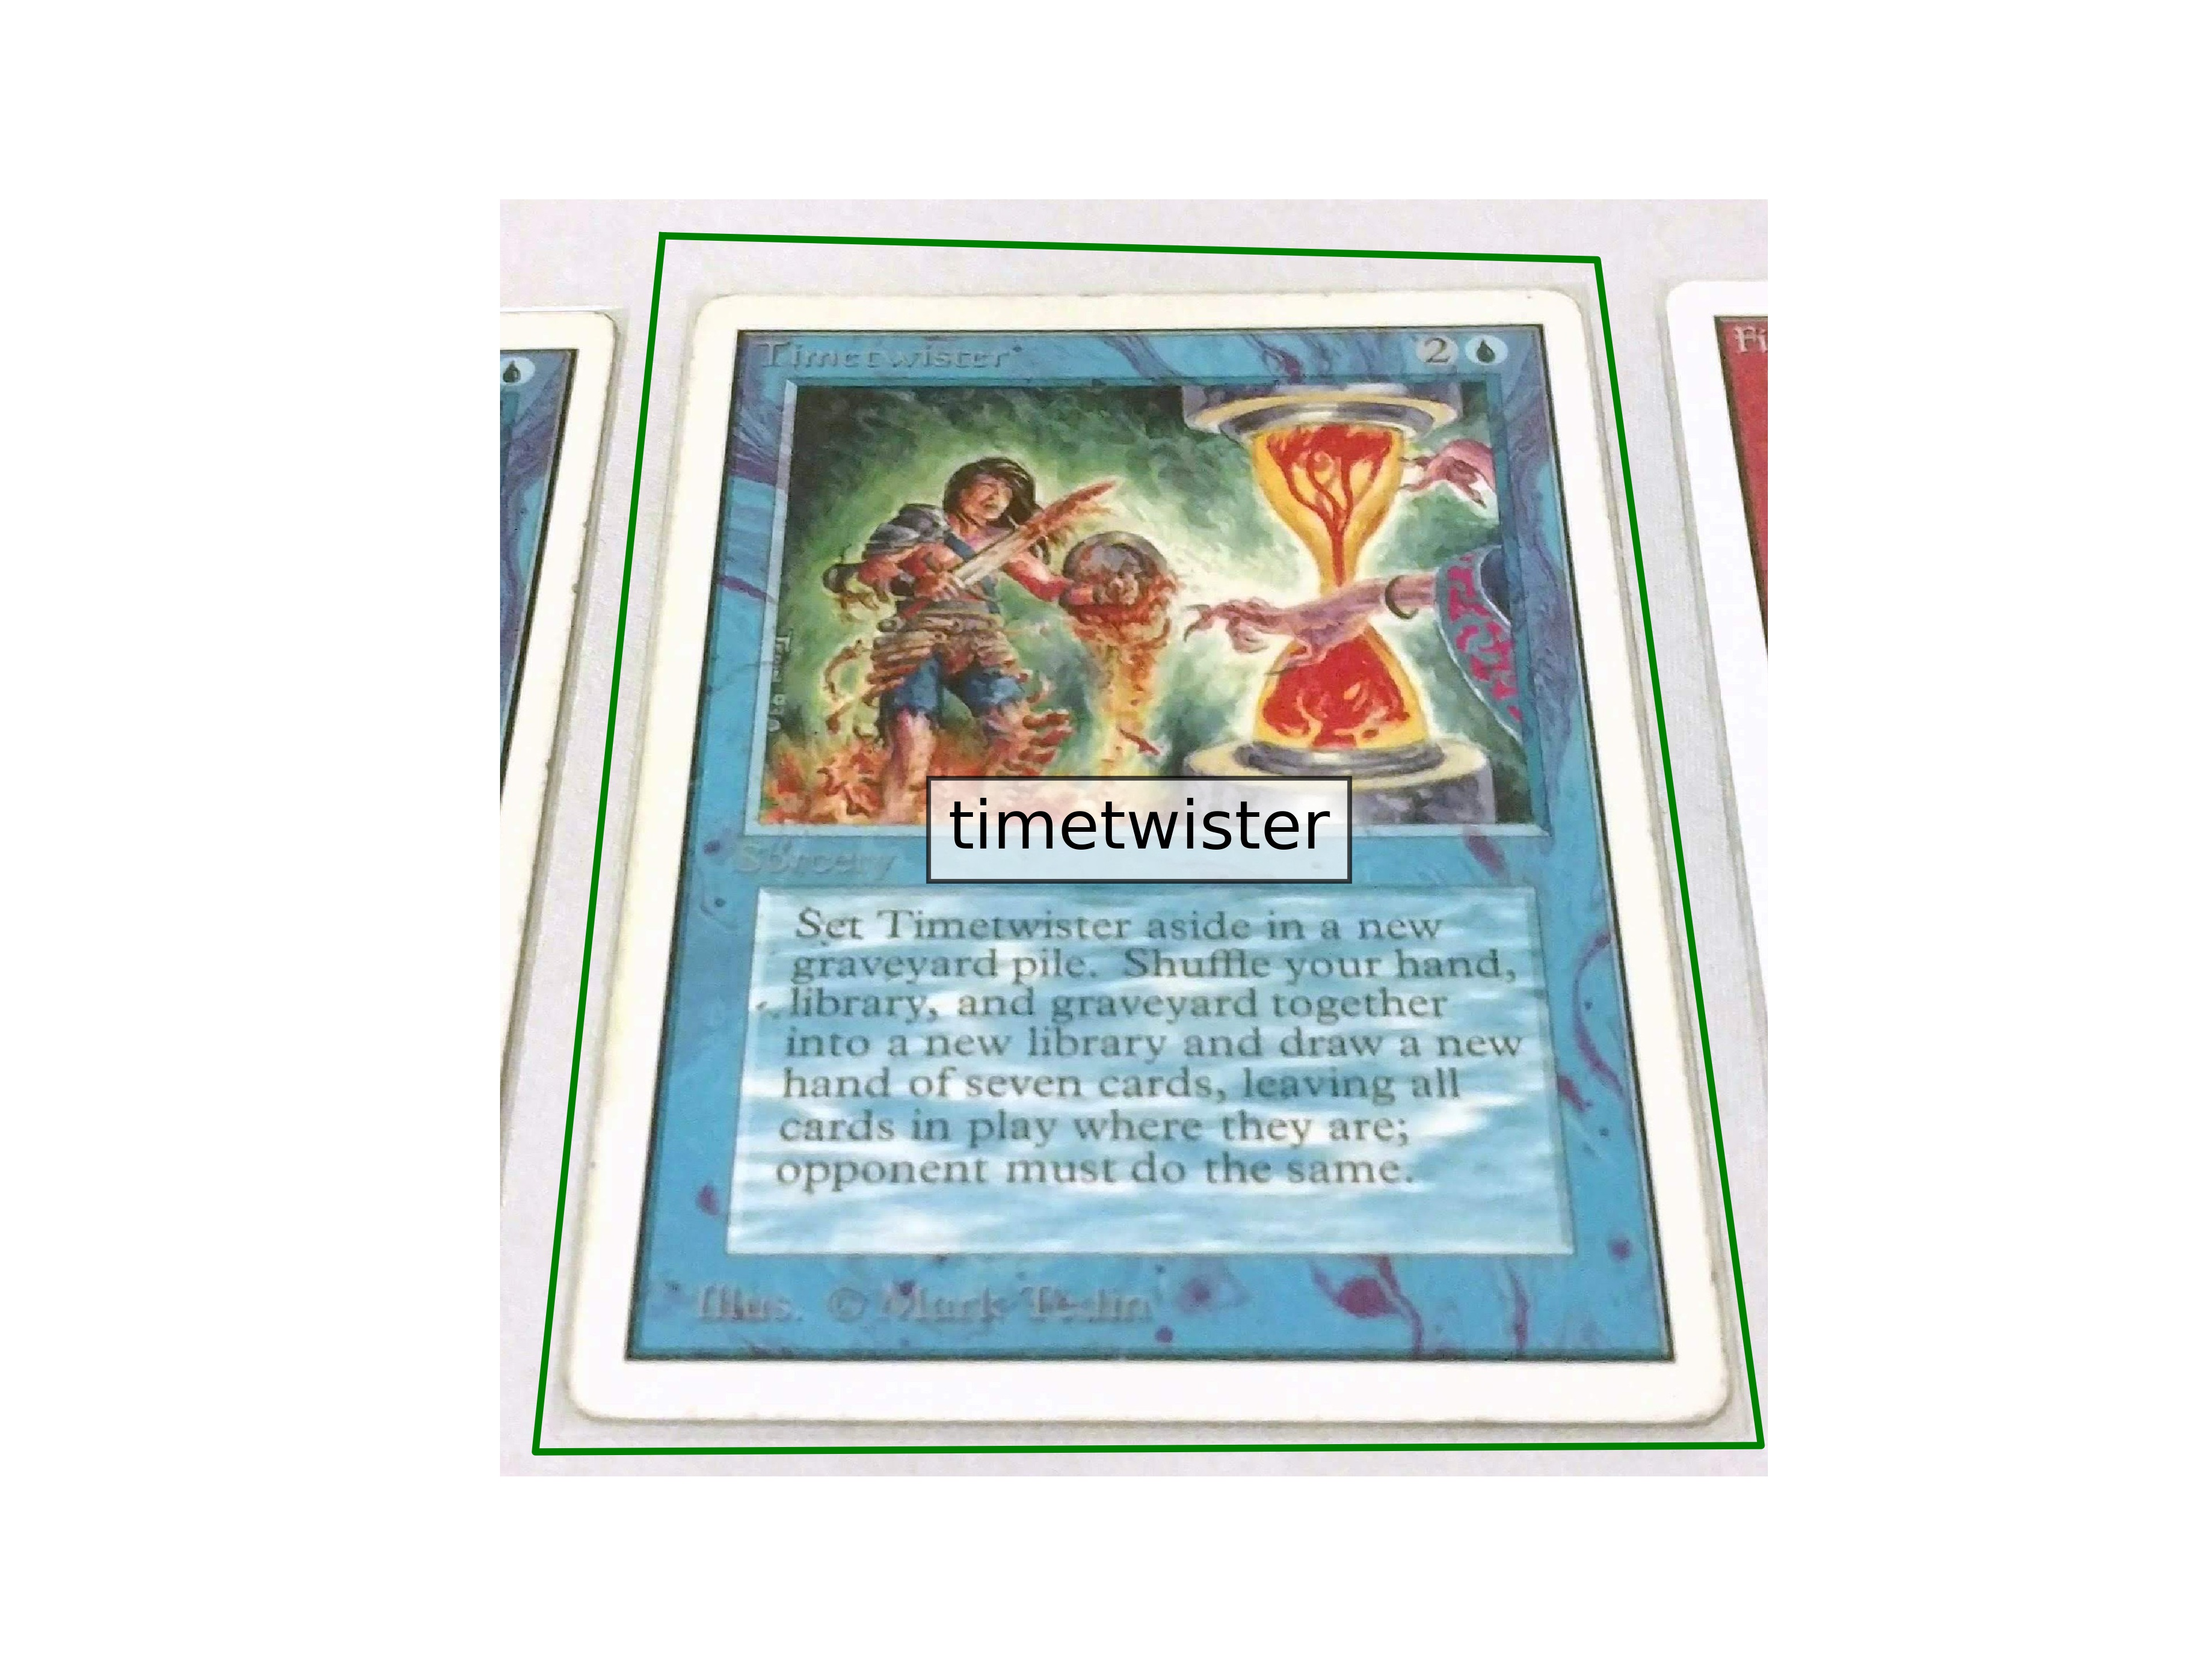 Timetwister
2
Fi
timetwister
Sorcery
Set Timetwister aside in a new
graveyard pile. Shuffle your hand,
library, and graveyard together
into a new library and draw a new
hand of seven cards, leaving all
cards in play where they are;
opponent must do the same.
Illus. © Mark Tedin